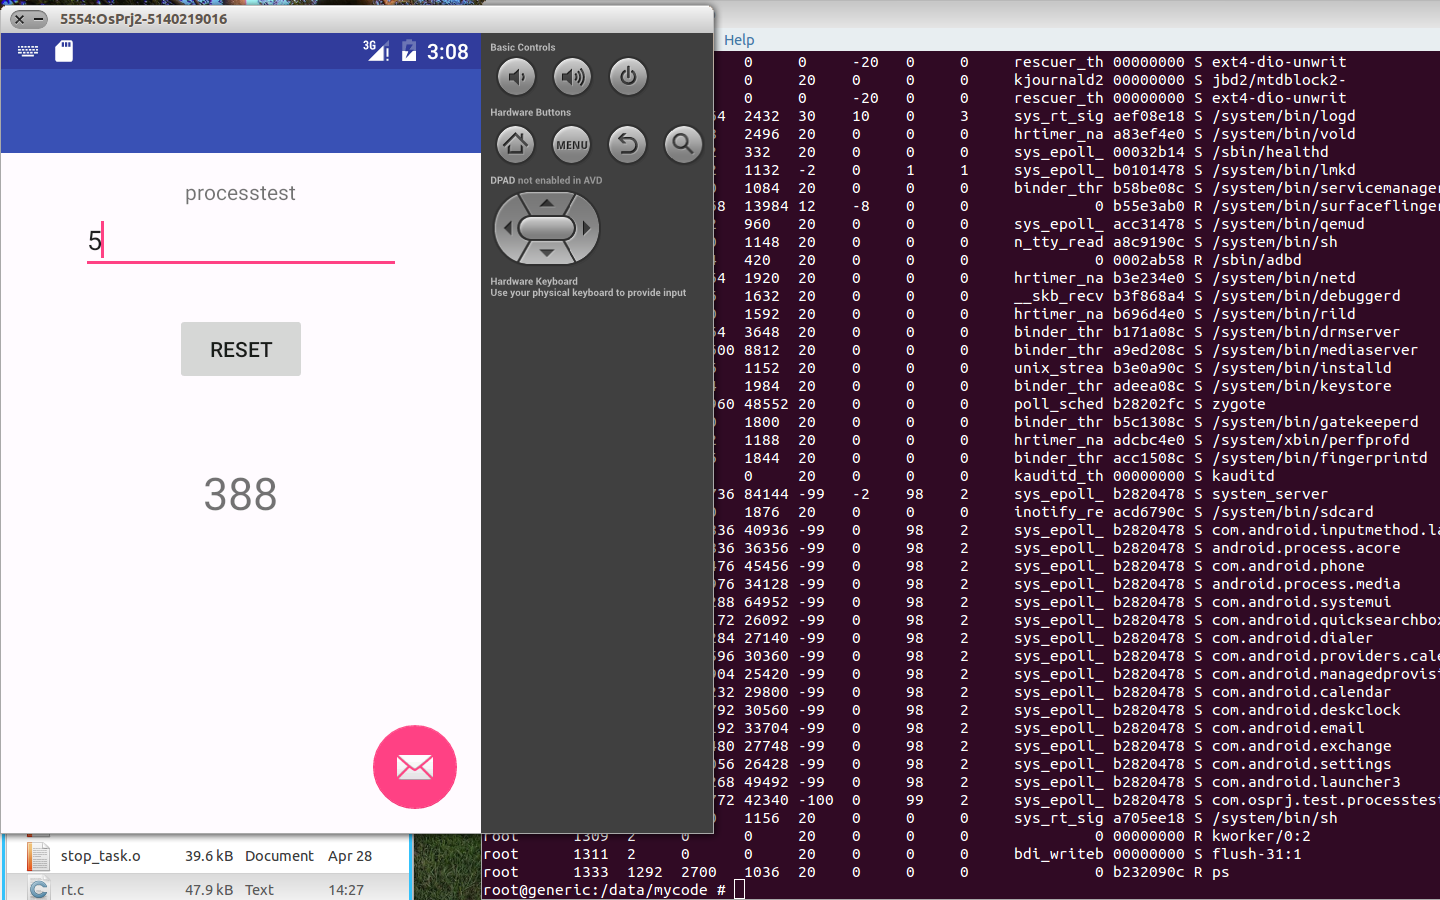 5554:OsPrj2-5140219016
3G 3:08
processtest
5
RESET
388
Basic Controls
Hardware Buttons
MENU
DPAD not enabled in AVD
Hardware Keyboard
Use your physical keyboard to provide input
stop_task.o 39.6 kB Document Apr 28
rt.c 47.9 kB Text 14:27
Help
0 0 -20 0 0 rescuer_th 00000000 S ext4-dio-unwrit
0 20 0 0 kjournald2 00000000 S jbd2/mtdblock2-
0 0 -20 0 0 rescuer_th 00000000 S ext4-dio-unwrit
2432 30 10 0 3 sys_rt_sig aef08e18 S /system/bin/logd
2496 20 0 0 0 hrtimer_na a83ef4e0 S /system/bin/vold
332 20 0 0 0 sys_epoll_ 00032b14 S /sbin/healthd
1132 -2 0 1 1 sys_epoll_ b0101478 S /system/bin/lmkd
1084 20 0 0 0 binder_thr b58be08c S /system/bin/servicemanager
13984 12 -8 0 0 0 b55e3ab0 R /system/bin/surfaceflinger
960 20 0 0 0 sys_epoll_ acc31478 S /system/bin/qemud
1148 20 0 0 0 n_tty_read a8c9190c S /system/bin/sh
420 20 0 0 0 0 0002ab58 R /sbin/adbd
1920 20 0 0 0 hrtimer_na b3e234e0 S /system/bin/netd
1632 20 0 0 0 __skb_recv b3f868a4 S /system/bin/debuggerd
1592 20 0 0 0 hrtimer_na b696d4e0 S /system/bin/rild
3648 20 0 0 0 binder_thr b171a08c S /system/bin/drmserver
8812 20 0 0 0 binder_thr a9ed208c S /system/bin/mediaserver
1152 20 0 0 0 unix_strea b3e0a90c S /system/bin/installd
1984 20 0 0 0 binder_thr adeea08c S /system/bin/keystore
48552 20 0 0 0 poll_sched b28202fc S zygote
1800 20 0 0 0 binder_thr b5c1308c S /system/bin/gatekeeperd
1188 20 0 0 0 hrtimer_na adcbc4e0 S /system/xbin/perfprofd
1844 20 0 0 0 binder_thr acc1508c S /system/bin/fingerprintd
0 20 0 0 kauditd_th 00000000 S kauditd
84144 -99 -2 98 2 sys_epoll_ b2820478 S system_server
1876 20 0 0 0 inotify_re acd6790c S /system/bin/sdcard
40936 -99 0 98 2 sys_epoll_ b2820478 S com.android.inputmethod.la
36356 -99 0 98 2 sys_epoll_ b2820478 S android.process.acore
45456 -99 0 98 2 sys_epoll_ b2820478 S com.android.phone
34128 -99 0 98 2 sys_epoll_ b2820478 S android.process.media
64952 -99 0 98 2 sys_epoll_ b2820478 S com.android.systemui
26092 -99 0 98 2 sys_epoll_ b2820478 S com.android.quicksearchbox
27140 -99 0 98 2 sys_epoll_ b2820478 S com.android.dialer
30360 -99 0 98 2 sys_epoll_ b2820478 S com.android.providers.cale
25420 -99 0 98 2 sys_epoll_ b2820478 S com.android.managedprovis
29800 -99 0 98 2 sys_epoll_ b2820478 S com.android.calendar
30560 -99 0 98 2 sys_epoll_ b2820478 S com.android.deskclock
33704 -99 0 98 2 sys_epoll_ b2820478 S com.android.email
27748 -99 0 98 2 sys_epoll_ b2820478 S com.android.exchange
26428 -99 0 98 2 sys_epoll_ b2820478 S com.android.settings
49492 -99 0 98 2 sys_epoll_ b2820478 S com.android.launcher3
42340 -100 0 99 2 sys_epoll_ b2820478 S com.osprj.test.processtest
1156 20 0 0 0 sys_rt_sig a705ee18 S /system/bin/sh
root 1309 2 0 0 20 0 0 0 0 00000000 R kworker/0:2
root 1311 2 0 0 20 0 0 0 bdi_writeb 00000000 S flush-31:1
root 1333 1292 2700 1036 20 0 0 0 0 b232090c R ps
root@generic:/data/mycode #